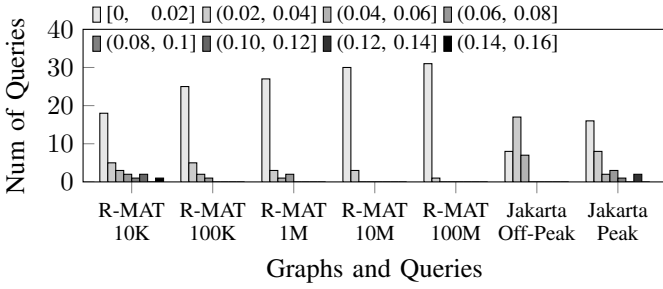 [0, 0.02] (0.02, 0.04] (0.04, 0.06] (0.06, 0.08]
(0.08, 0.1] (0.10, 0.12] (0.12, 0.14] (0.14, 0.16]
40
30
20
10
0
Num of Queries
R-MAT 10K
R-MAT 100K
R-MAT 1M
R-MAT 10M
R-MAT 100M
Jakarta Off-Peak
Jakarta Peak
Graphs and Queries